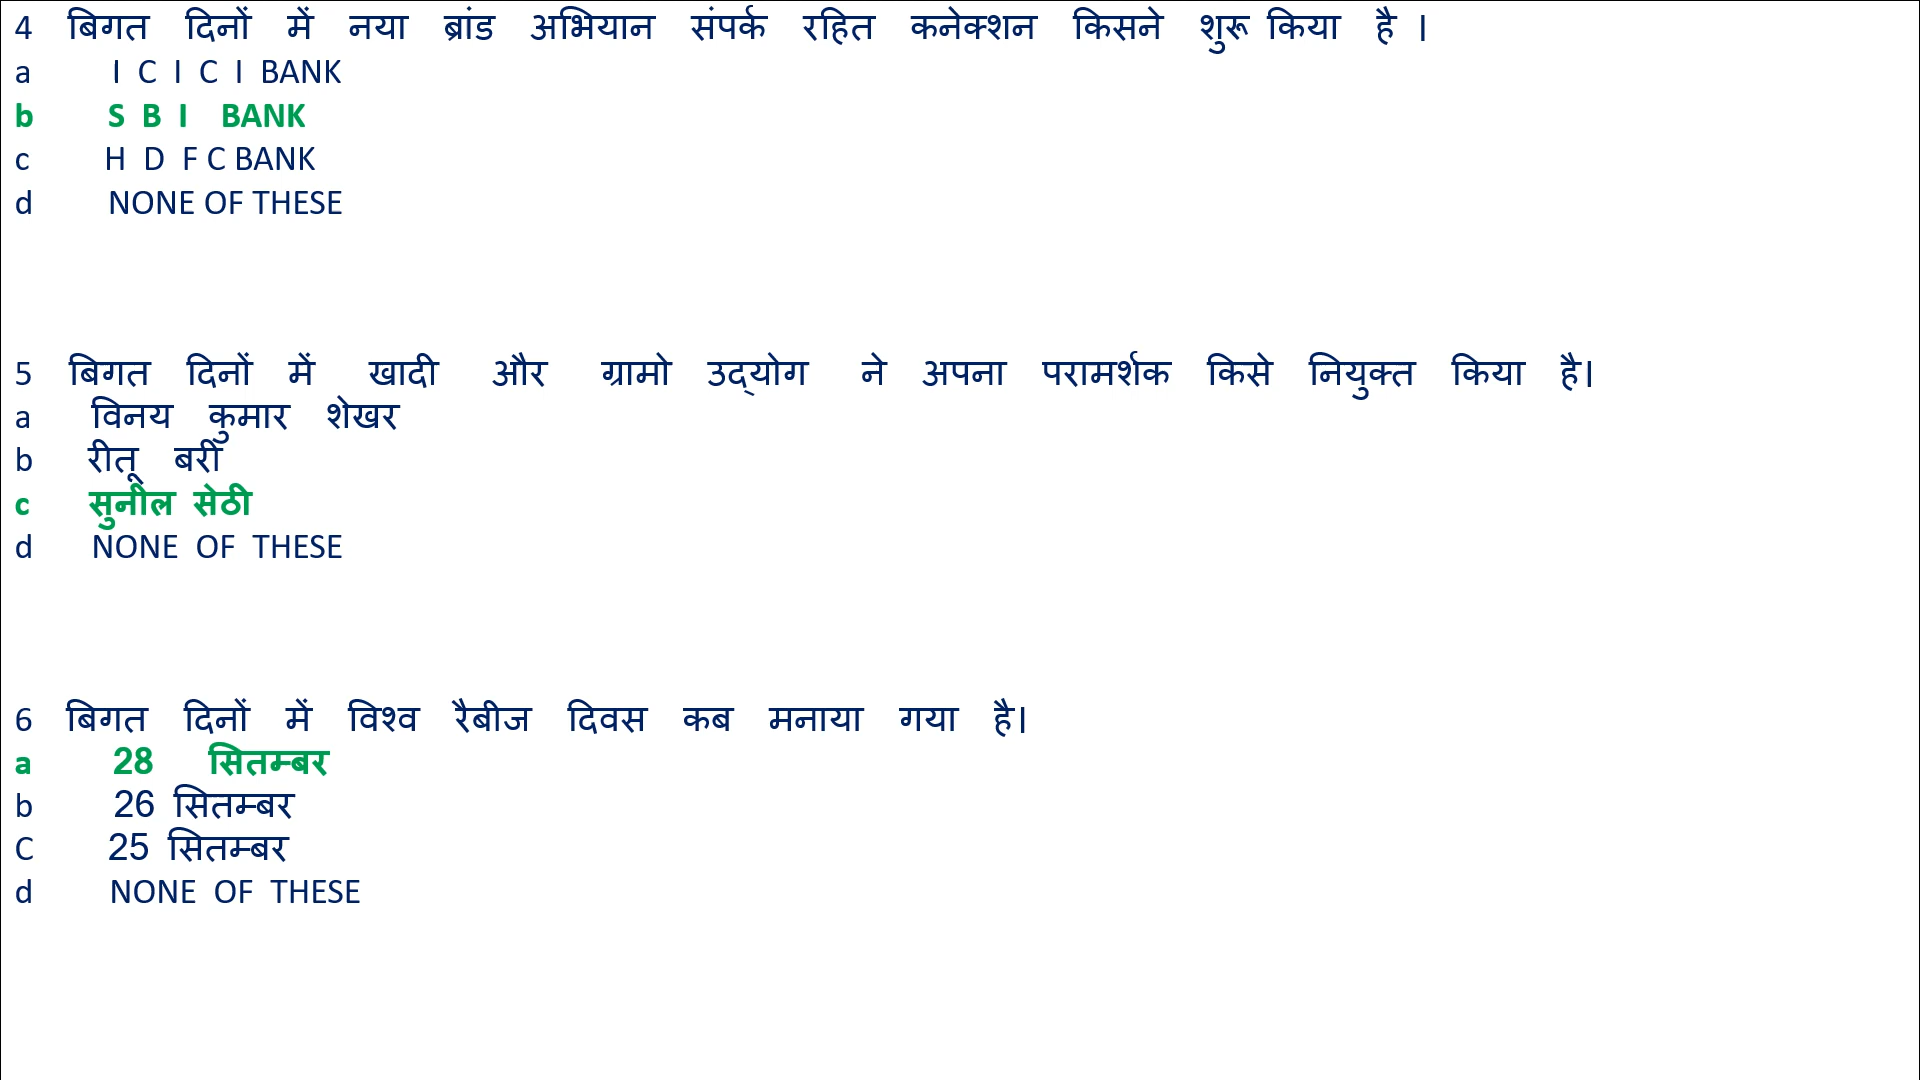 4 बिगत दिनों में नया ब्रांड अभियान संपर्क रहित कनेक्शन किसने शुरू किया है ।
a I C I C I BANK
b S B I BANK
c H D F C BANK
d NONE OF THESE
5 बिगत दिनों में खादी और ग्रामो उद्‌योग ने अपना परामर्शक किसे नियुक्त किया है।
a विनय कुमार शेखर
b रीतू बरी
c सुनील सेठी
d NONE OF THESE
6 बिगत दिनों में विश्व रैबीज दिवस कब मनाया गया है।
a 28 सितम्बर
b 26 सितम्बर
C 25 सितम्बर
d NONE OF THESE